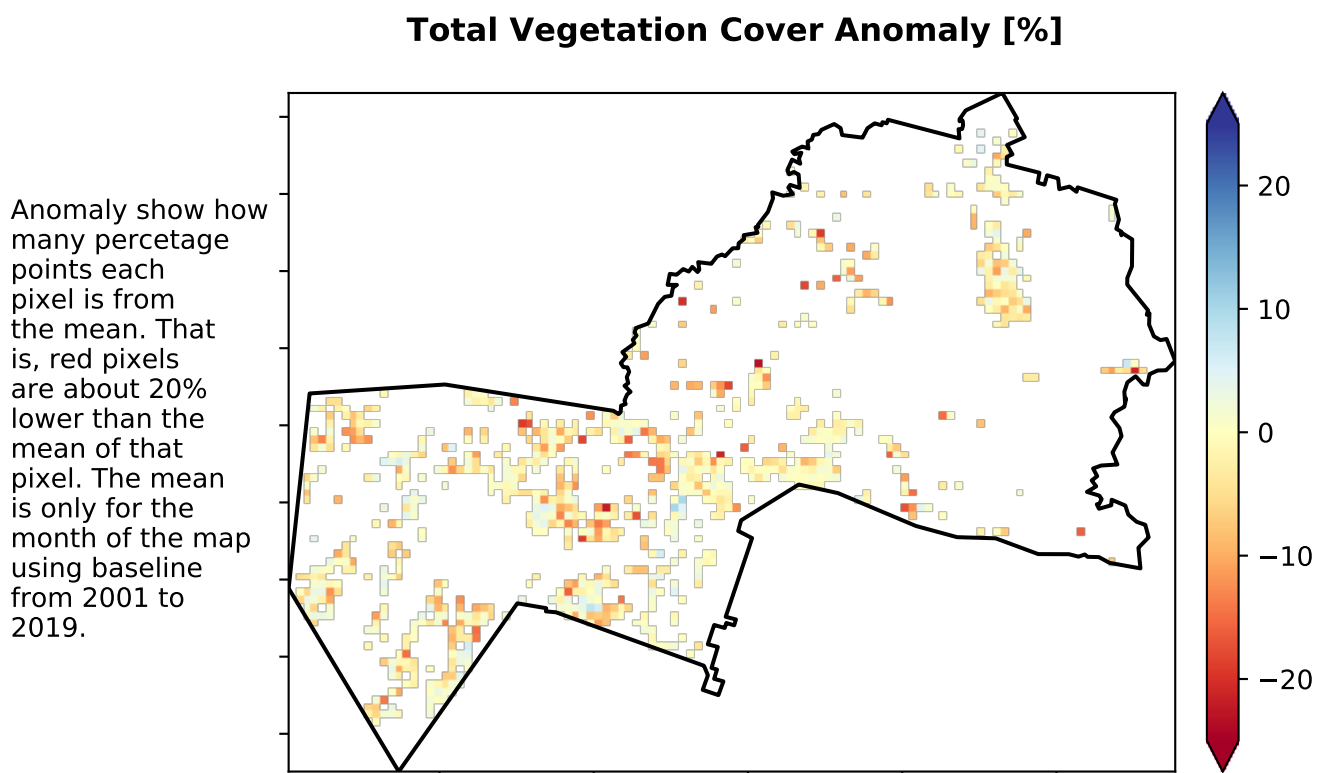 Total Vegetation Cover Anomaly [%]
Anomaly show how
many percetage
points each
pixel is from
the mean. That
is, red pixels
are about 20%
lower than the
mean of that
pixel. The mean
is only for the
month of the map
using baseline
from 2001 to
2019.
20
10
0
−10
−20